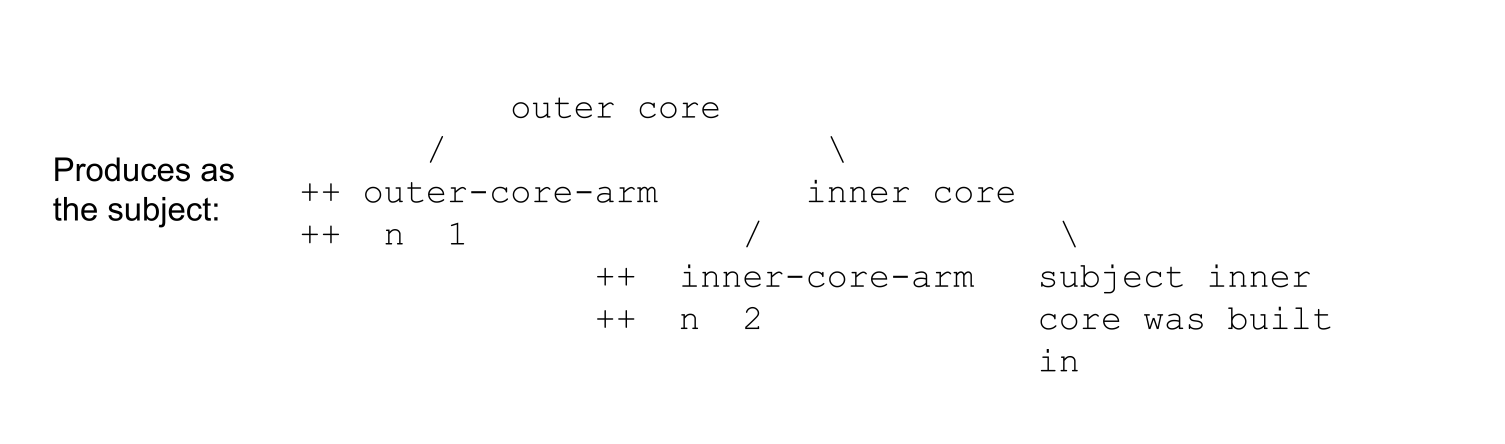 outer core
/ \
Produces as
the subject:
++ outer-core-arm inner core
++ n 1 / \
++ inner-core-arm subject inner
++ n 2 core was built
in